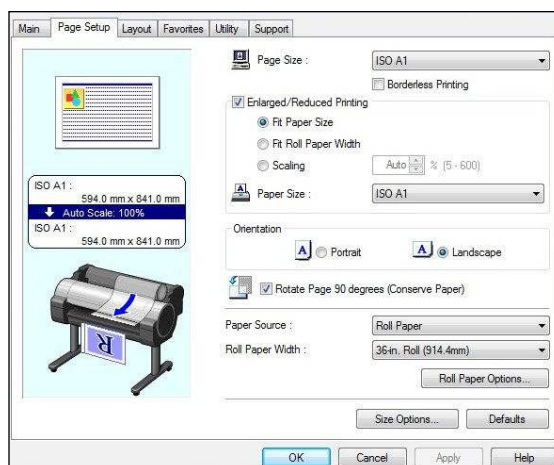 Main Page Setup Layout Favorites Utility Support
Page Size : ISO A1
Borderless Printing
Enlarged/Reduced Printing
Fit Paper Size
Fit Roll Paper Width
Scaling Auto % (5 - 600)
Paper Size : ISO A1
ISO A1 :
594.0 mm x 841.0 mm
Auto Scale: 100%
ISO A1 :
594.0 mm x 841.0 mm
Orientation
A Portrait A Landscape
Rotate Page 90 degrees (Conserve Paper)
Paper Source : Roll Paper
Roll Paper Width : 36-in. Roll (914.4mm)
Roll Paper Options...
R
Size Options... Defaults
OK Cancel Apply Help